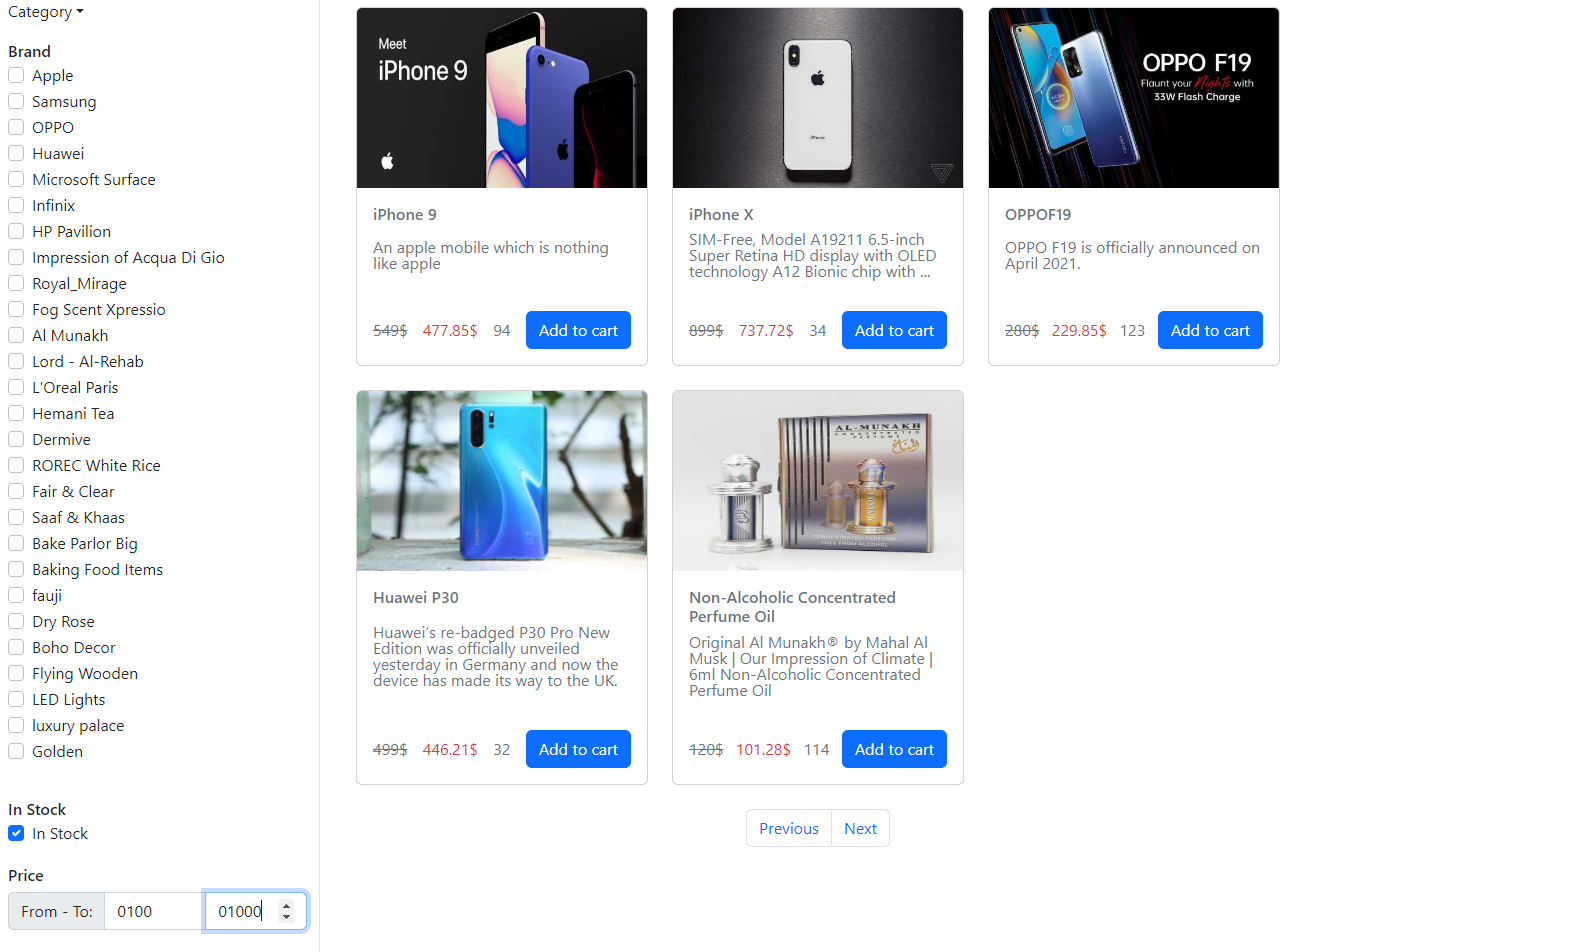 Category
Brand
Apple
Samsung
OPPO
Huawei
Microsoft Surface
Infinix
HP Pavilion
Impression of Acqua Di Gio
Royal_Mirage
Fog Scent Xpressio
Al Munakh
Lord - Al-Rehab
L'Oreal Paris
Hemani Tea
Dermive
ROREC White Rice
Fair & Clear
Saaf & Khaas
Bake Parlor Big
Baking Food Items
fauji
Dry Rose
Boho Decor
Flying Wooden
LED Lights
luxury palace
Golden
In Stock
In Stock
Price
From - To: 0100 01000
Meet
iPhone 9
iPhone 9
An apple mobile which is nothing
like apple
549$ 477.85$ 94 Add to cart
iPhone
iPhone X
SIM-Free, Model A19211 6.5-inch
Super Retina HD display with OLED
technology A12 Bionic chip with ...
899$ 737.72$ 34 Add to cart
OPPO F19
Flaunt your Nights with
33W Flash Charge
OPPOF19
OPPO F19 is officially announced on
April 2021.
280$ 229.85$ 123 Add to cart
Huawei P30
Huawei’s re-badged P30 Pro New
Edition was officially unveiled
yesterday in Germany and now the
device has made its way to the UK.
499$ 446.21$ 32 Add to cart
AL-MUNAKH
CONCENTRATED
PERFUME
FREE FROM ALCOHOL
Non-Alcoholic Concentrated
Perfume Oil
Original Al Munakh® by Mahal Al
Musk | Our Impression of Climate |
6ml Non-Alcoholic Concentrated
Perfume Oil
120$ 101.28$ 114 Add to cart
Previous Next